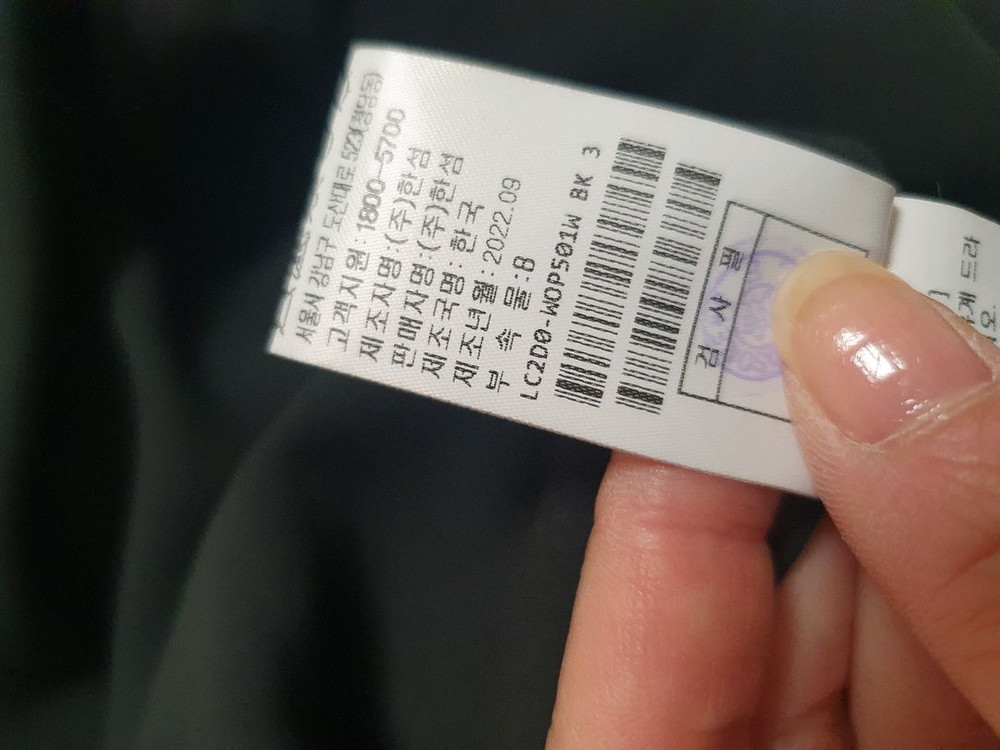 서울시 강남구 도산대로 523(청담동)
고객지원:1800-5700
제조자명:(주)한섬
판매자명:(주)한섬
제조국명:한국
제조년월:2022.09
부속물:B
LC2D0-WOP501W BK 3
검사필